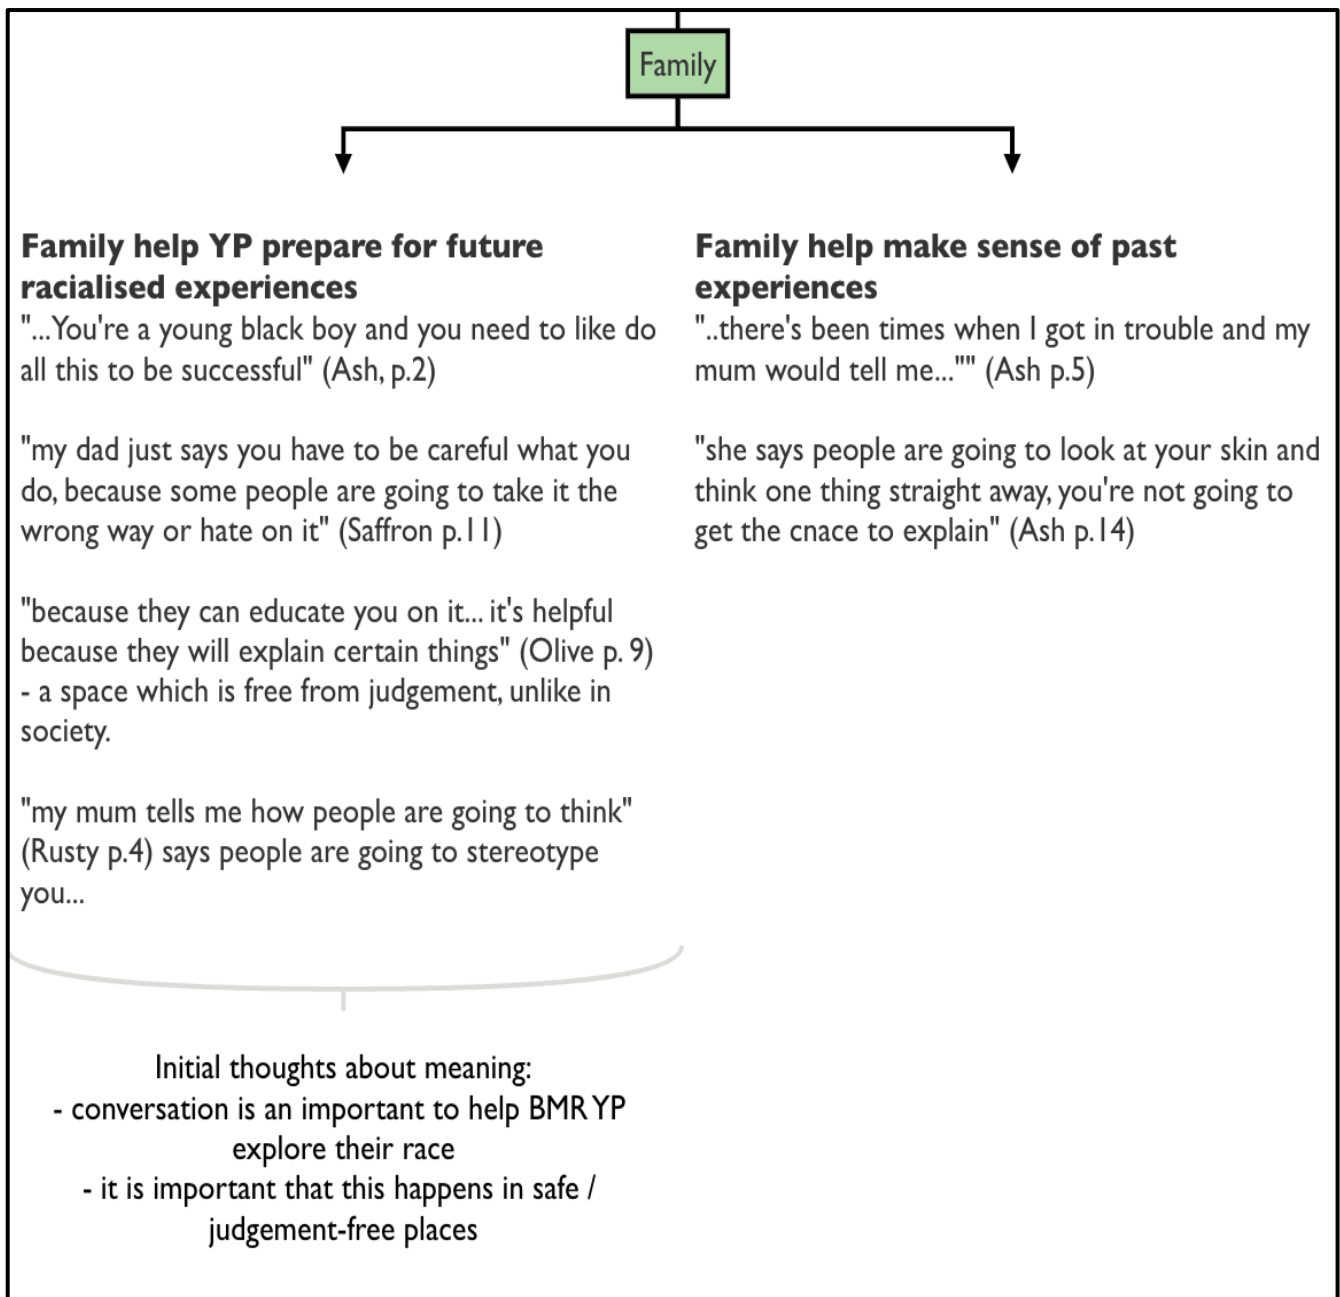 Family
Family help YP prepare for future
racialised experiences
"...You're a young black boy and you need to like do
all this to be successful" (Ash, p.2)
"my dad just says you have to be careful what you
do, because some people are going to take it the
wrong way or hate on it" (Saffron p.11)
"because they can educate you on it... it's helpful
because they will explain certain things" (Olive p. 9)
- a space which is free from judgement, unlike in
society.
"my mum tells me how people are going to think"
(Rusty p.4) says people are going to stereotype
you...
Initial thoughts about meaning:
- conversation is an important to help BMR YP
explore their race
- it is important that this happens in safe /
judgement-free places
Family help make sense of past
experiences
"..there's been times when I got in trouble and my
mum would tell me..."" (Ash p.5)
"she says people are going to look at your skin and
think one thing straight away, you're not going to
get the cnace to explain" (Ash p.14)